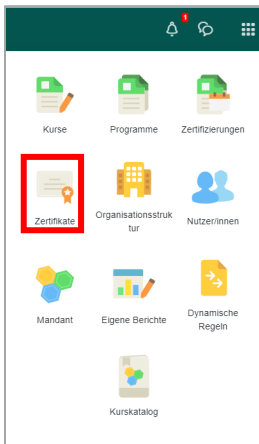 1
Kurse
Programme
Zertifizierungen
Zertifikate
Organisationsstruk
tur
Nutzer/innen
Mandant
Eigene Berichte
Dynamische
Regeln
Kurskatalog